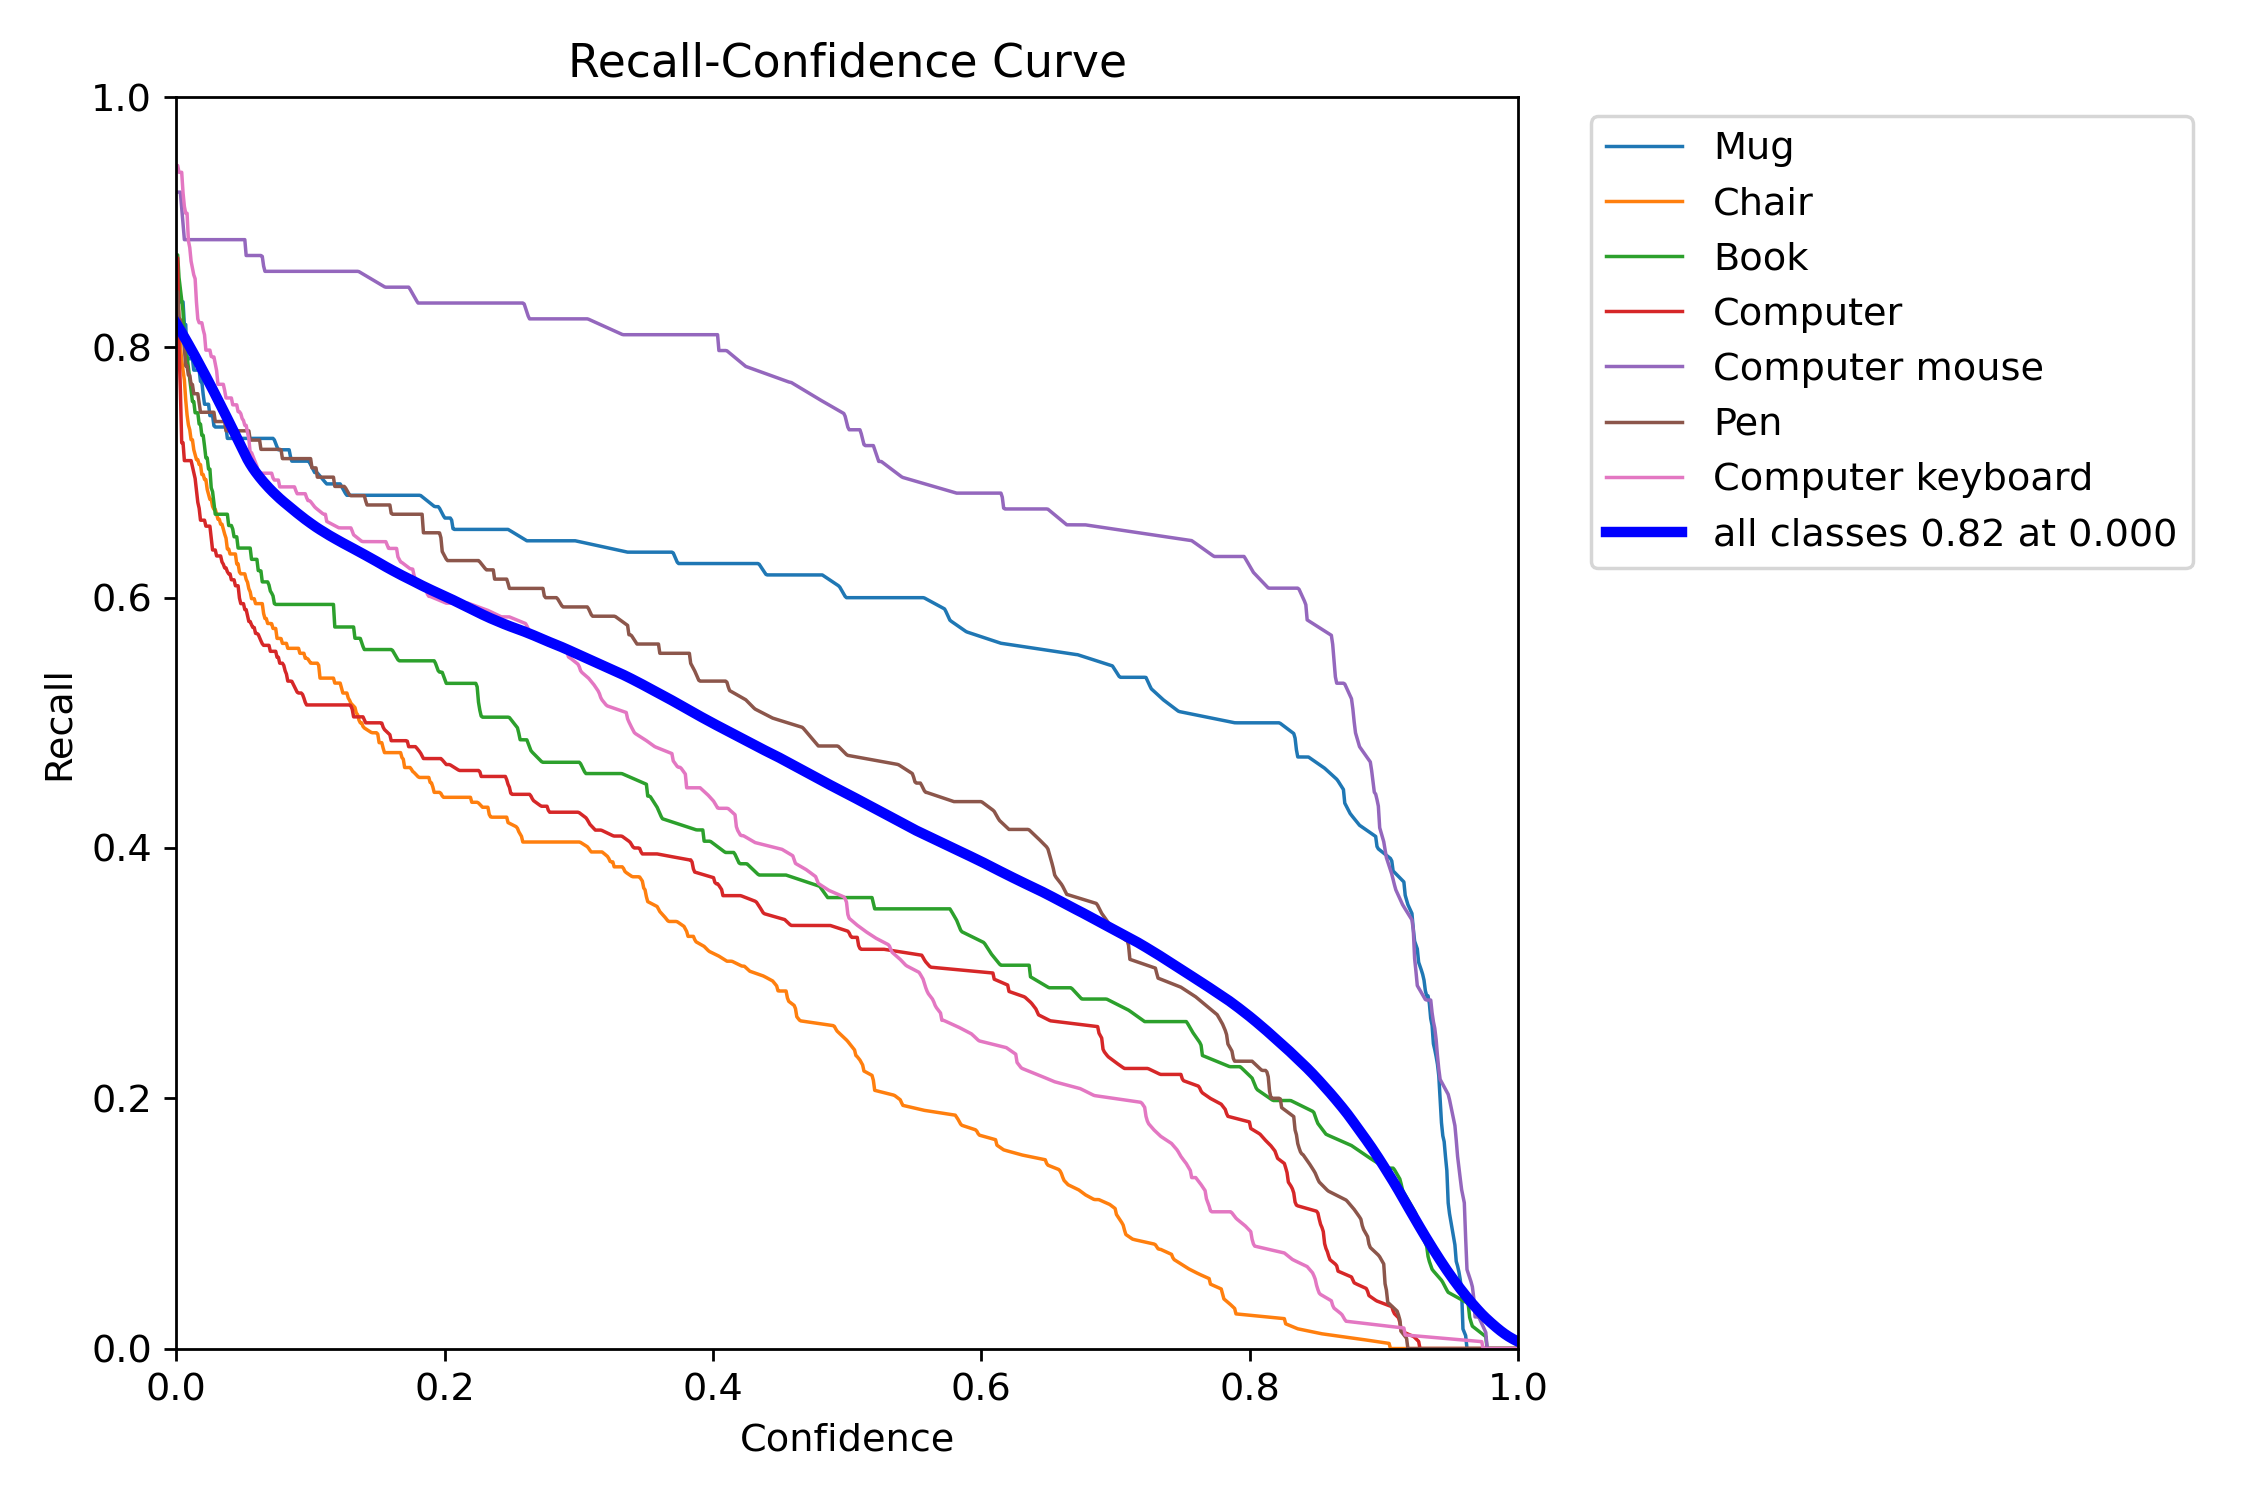 Recall-Confidence Curve
1.0
0.8
0.6
0.4
0.2
0.0
Recall
0.0 0.2 0.4 0.6 0.8 1.0
Confidence
Mug
Chair
Book
Computer
Computer mouse
Pen
Computer keyboard
all classes 0.82 at 0.000